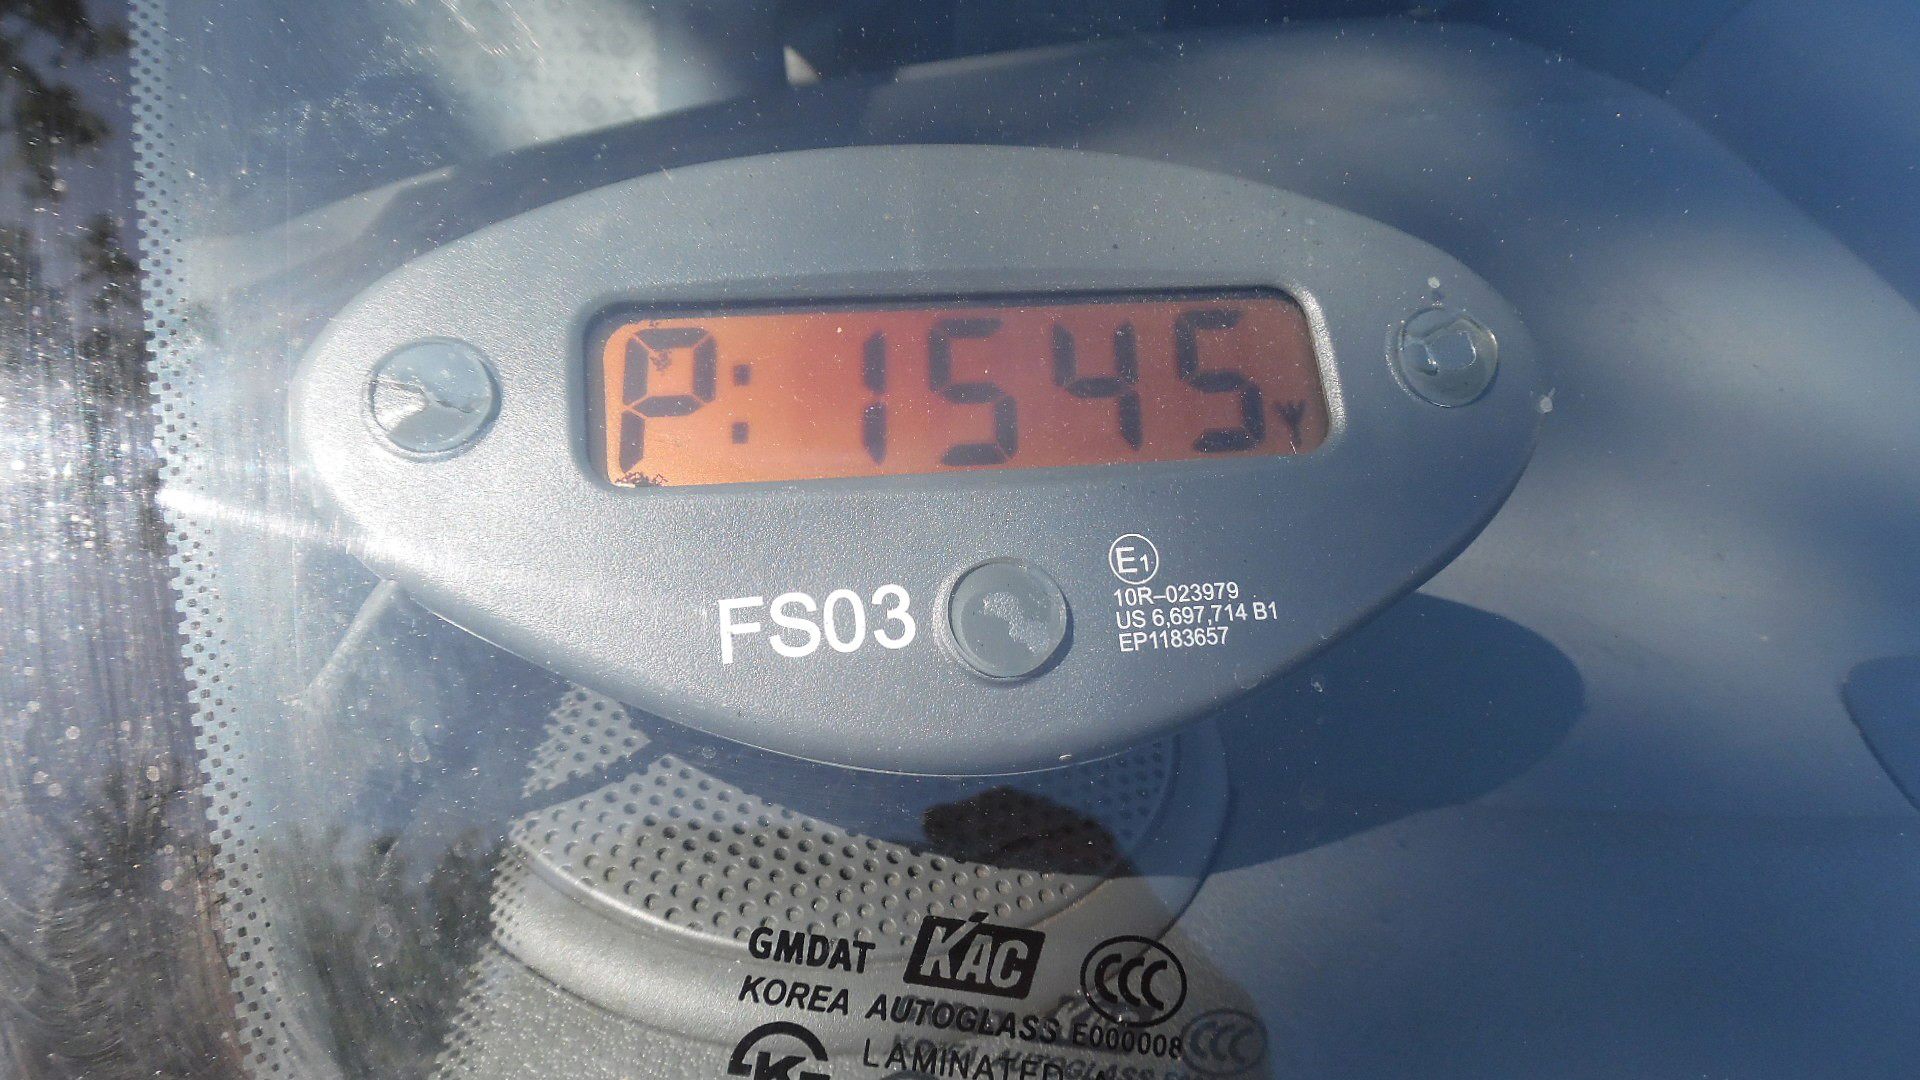 P: 1545
FS03
E1
10R-023979
US 6,697,714 B1
EP1183657
GMDAT KAC CCC
KOREA AUTOGLASS E000008
K LAMINATED